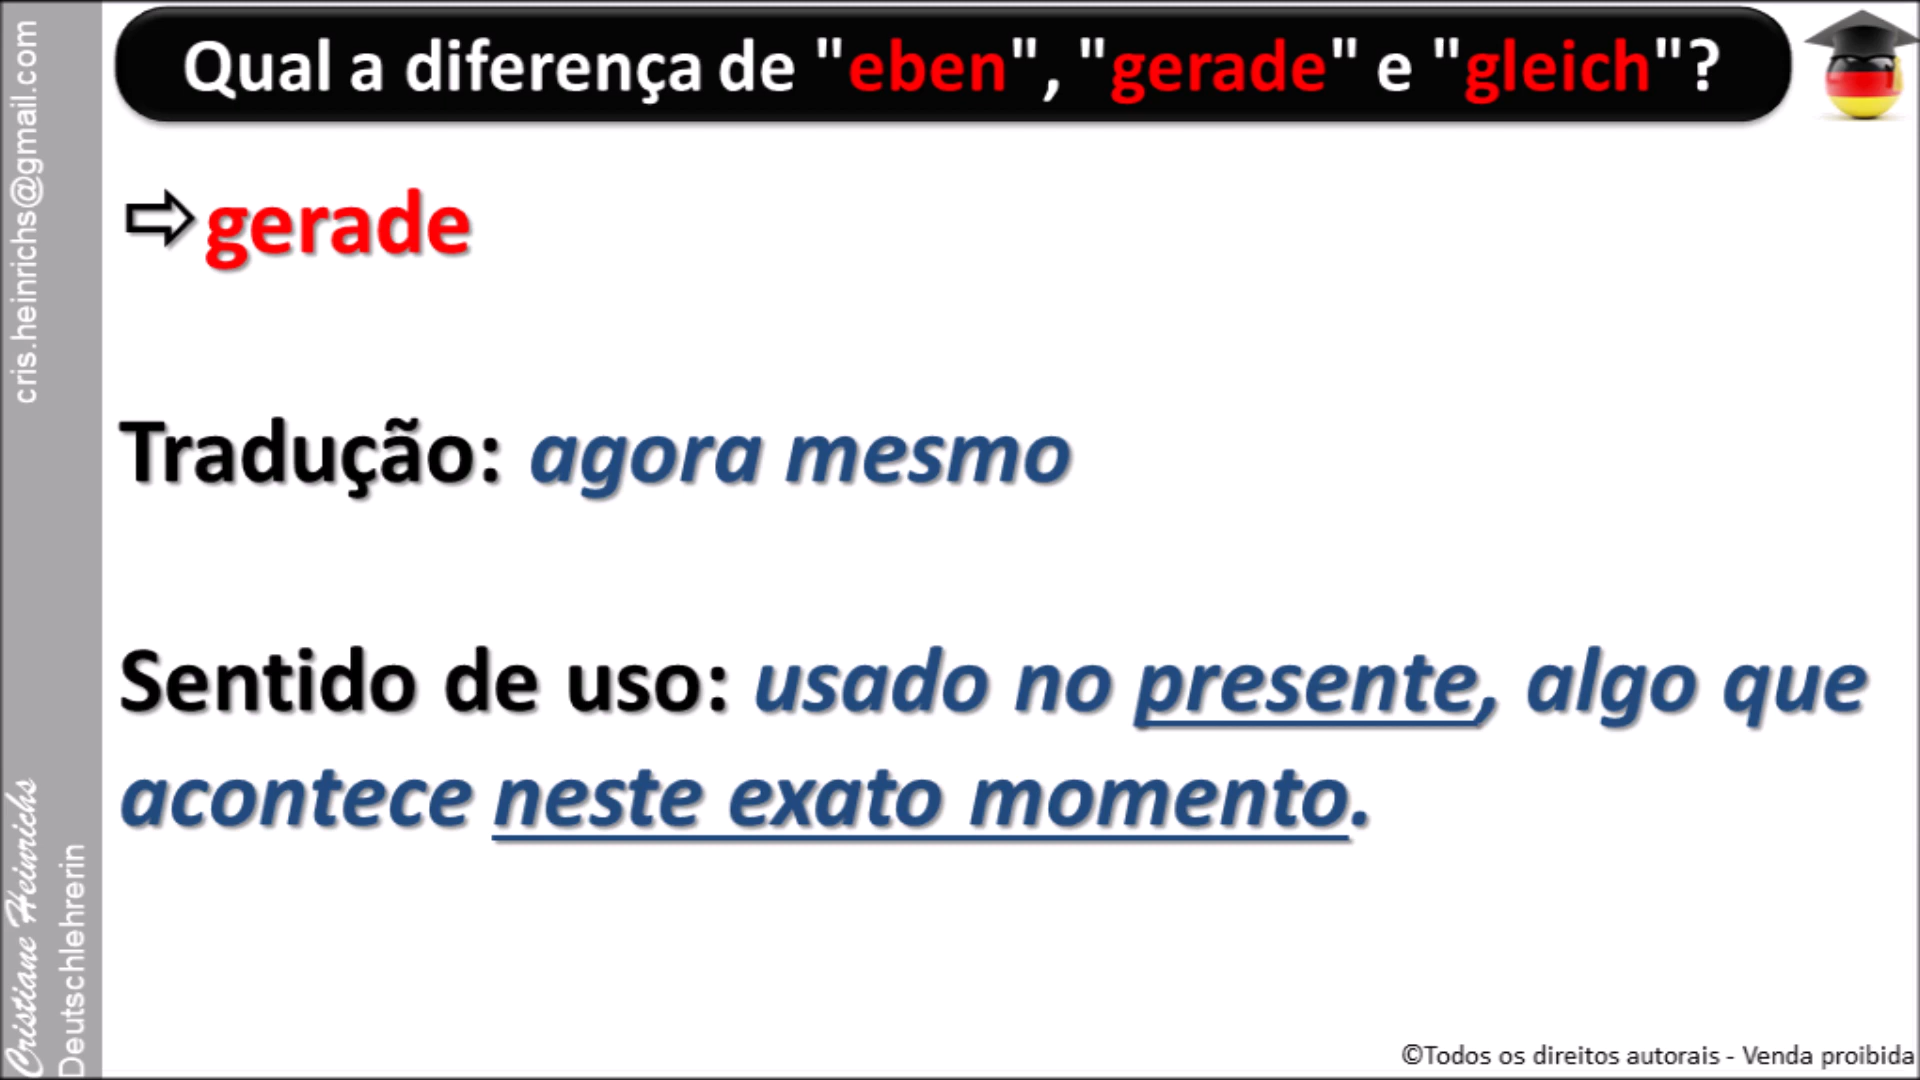 Qual a diferença de "eben", "gerade" e "gleich"?
⇨gerade
Tradução: agora mesmo
Sentido de uso: usado no presente, algo que
acontece neste exato momento.
cris.heinrichs@gmail.com
Cristiane Heinrichs
Deutschlehrerin
©Todos os direitos autorais - Venda proibida